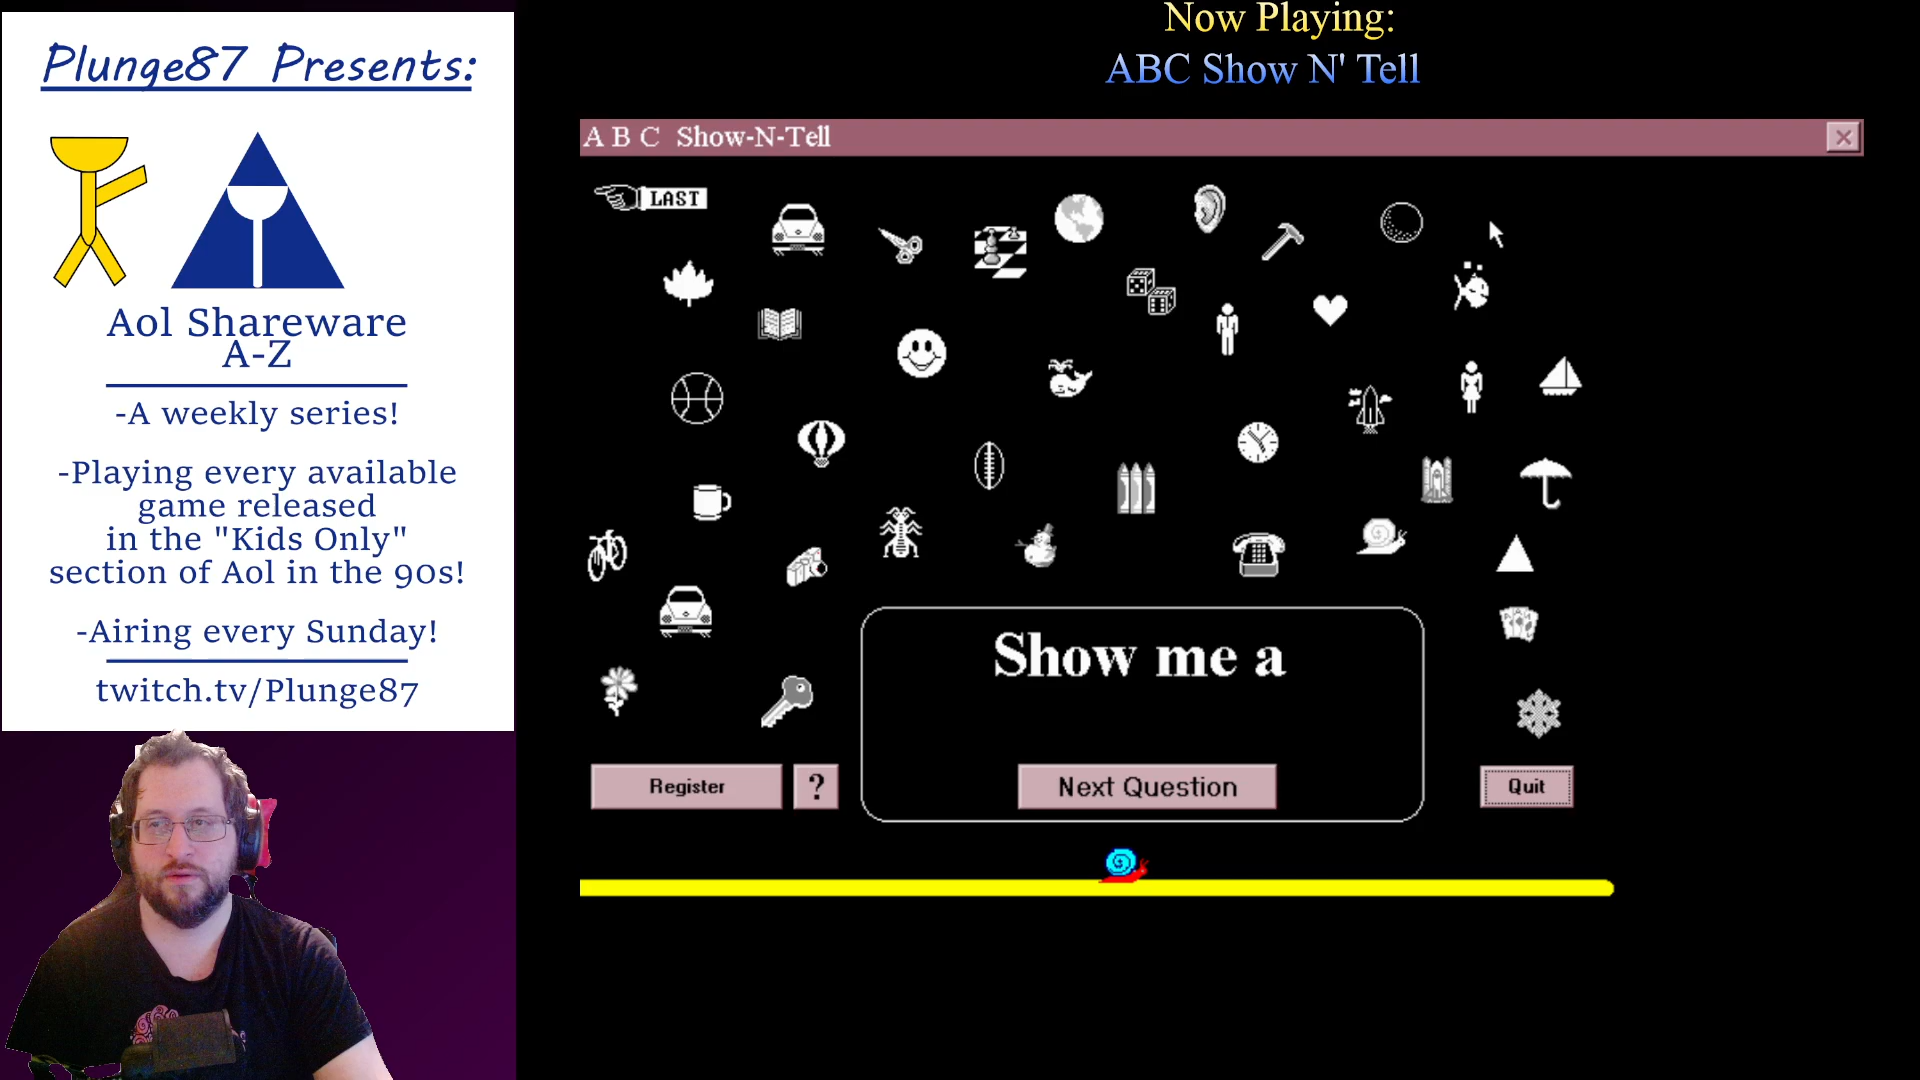 Plunge87 Presents:
Aol Shareware
A-Z
-A weekly series!
-Playing every available
game released
in the "Kids Only"
section of Aol in the 90s!
-Airing every Sunday!
twitch.tv/Plunge87
Now Playing:
ABC Show N' Tell
A B C Show-N-Tell
LAST
Show me a
Register
?
Next Question
Quit